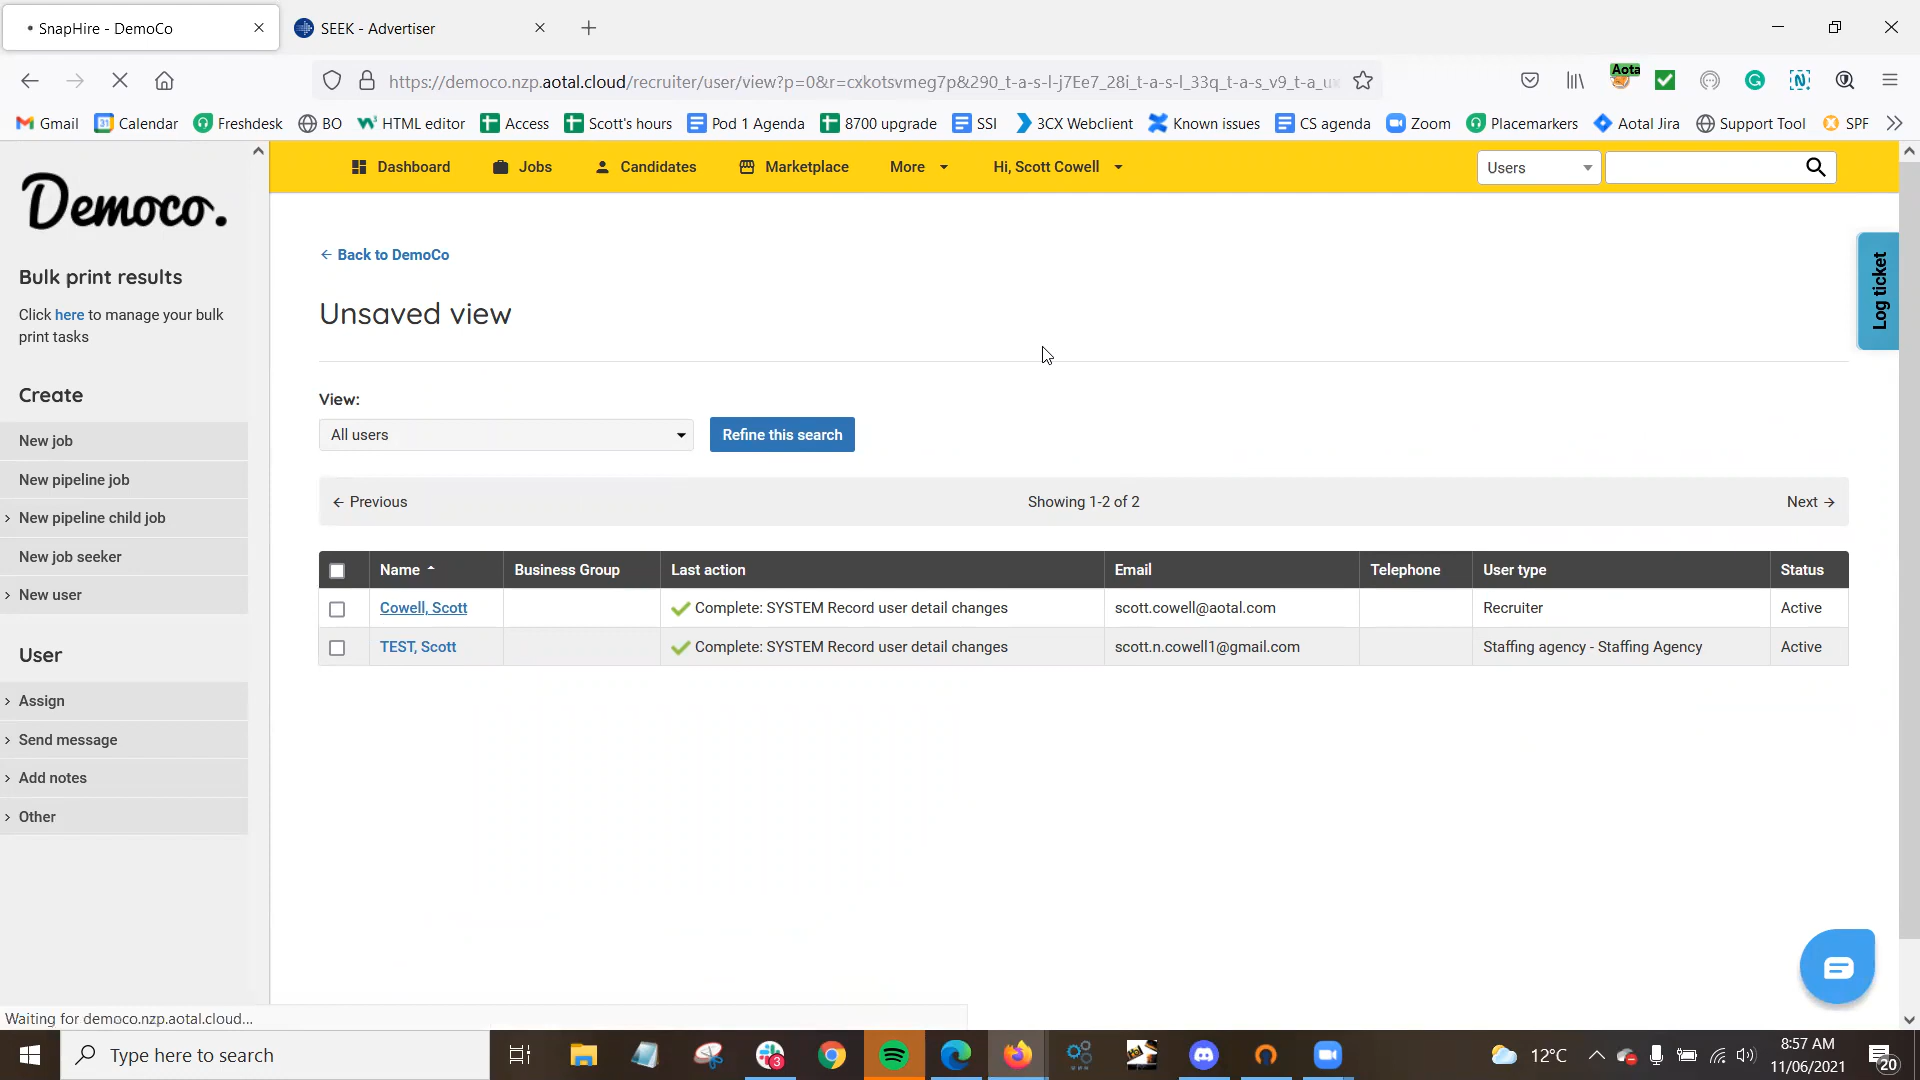 SnapHire - DemoCo
SEEK - Advertiser
https://democo.nzp.aotal.cloud/recruiter/user/view?p=0&r=cxkotsvmeg7p&290_t-a-s-l-j7Ee7_28i_t-a-s-l_33q_t-a-s_v9_t-a_ux
Aota
Gmail Calendar Freshdesk BO HTML editor Access Scott's hours Pod 1 Agenda 8700 upgrade SSI 3CX Webclient Known issues CS agenda Zoom Placemarkers Aotal Jira Support Tool SPF
Democo.
Dashboard Jobs Candidates Marketplace More Hi, Scott Cowell Users
Log ticket
Bulk print results
Click here to manage your bulk
print tasks
Create
New job
New pipeline job
New pipeline child job
New job seeker
New user
User
Assign
Send message
Add notes
Other
← Back to DemoCo
Unsaved view
View:
All users Refine this search
← Previous Showing 1-2 of 2 Next →
Name Business Group Last action Email Telephone User type Status
Cowell, Scott Complete: SYSTEM Record user detail changes scott.cowell@aotal.com Recruiter Active
TEST, Scott Complete: SYSTEM Record user detail changes scott.n.cowell1@gmail.com Staffing agency - Staffing Agency Active
Waiting for democo.nzp.aotal.cloud...
Type here to search
3
12°C
8:57 AM
11/06/2021
20